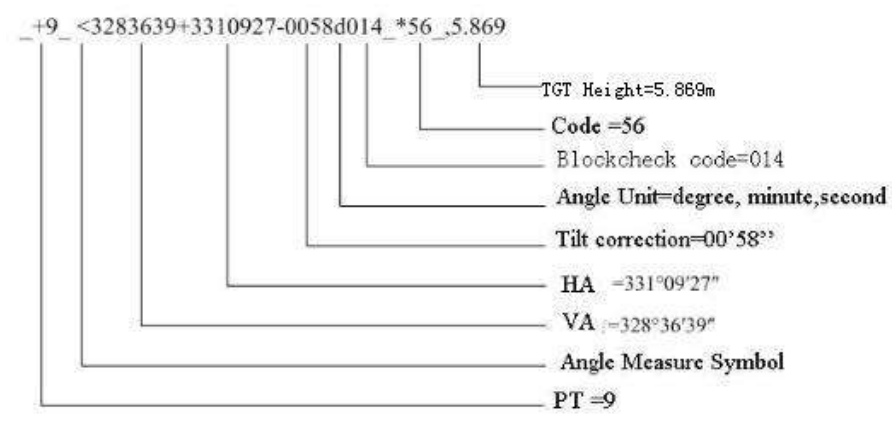 _+9_ <3283639+3310927-0058d014_*56_,5.869
TGT Height=5.869m
Code =56
Blockcheck code=014
Angle Unit=degree, minute,second
Tilt correction=00’58’’
HA =331°09′27″
VA =328°36′39″
Angle Measure Symbol
PT =9